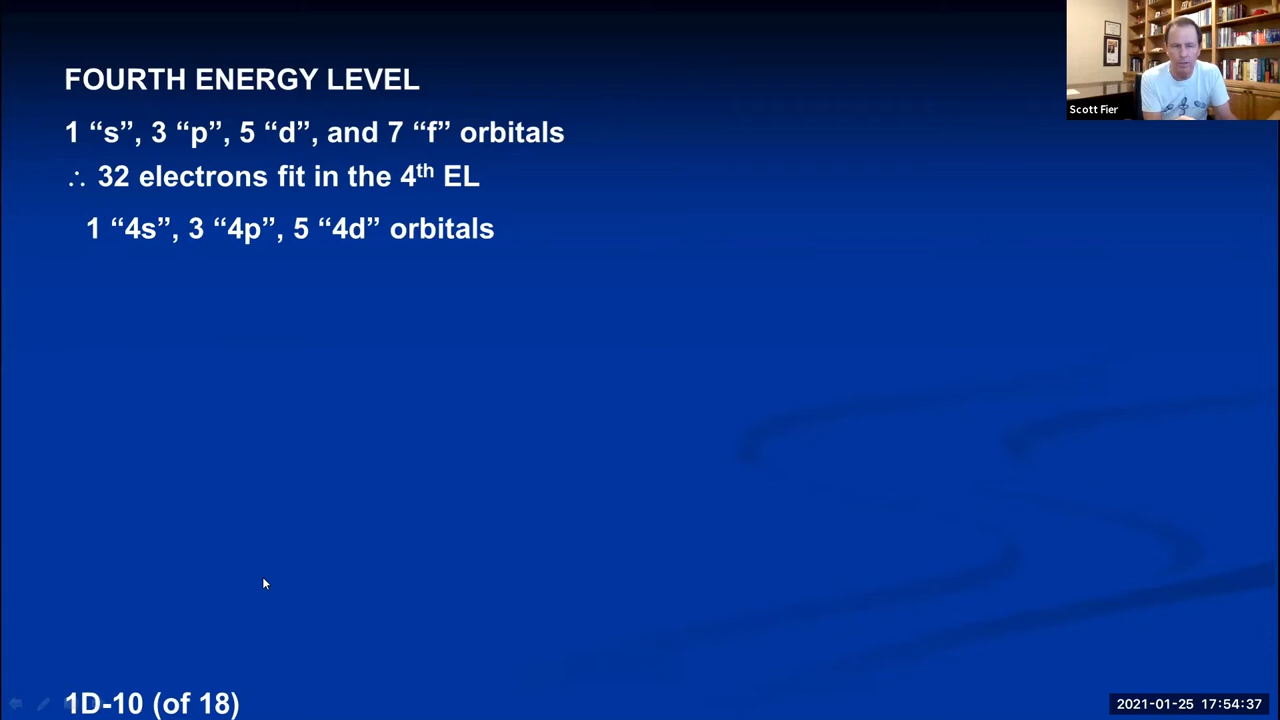 FOURTH ENERGY LEVEL
1 “s”, 3 “p”, 5 “d”, and 7 “f” orbitals
∴ 32 electrons fit in the 4th EL
1 “4s”, 3 “4p”, 5 “4d” orbitals
Scott Fier
1D-10 (of 18)
2021-01-25 17:54:37